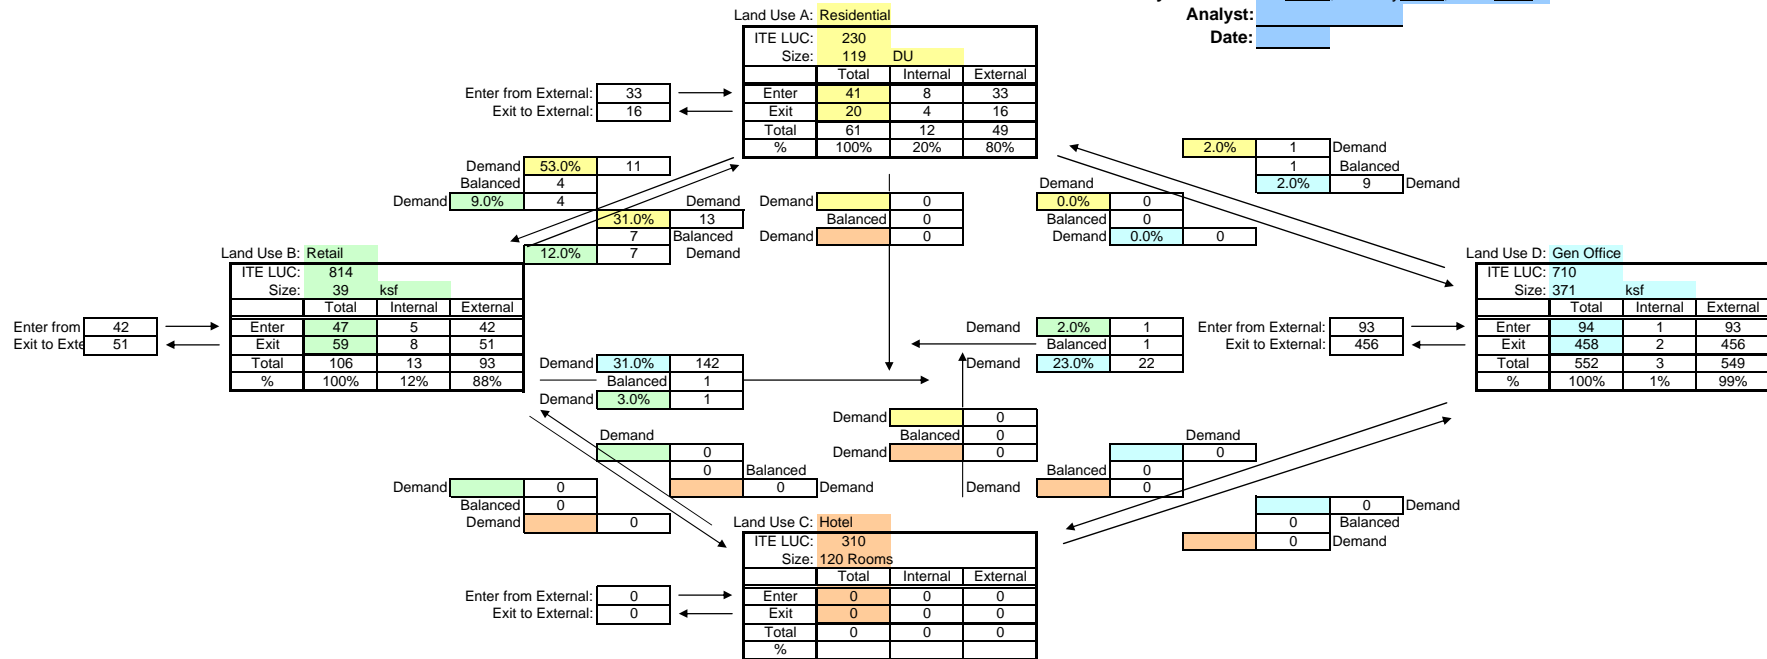 Land Use A: Residential
Analyst:
Date:
ITE LUC: 230
Size: 119 DU
Total Internal External
Enter 41 8 33
Exit 20 4 16
Total 61 12 49
% 100% 20% 80%
Enter from External: 33
Exit to External: 16
Demand 53.0% 11
Balanced 4
Demand 9.0% 4
Demand
31.0% 13
7 Balanced
12.0% 7 Demand
Demand 0
Balanced 0
Demand 0
Demand
0.0% 0
Balanced 0
Demand 0.0% 0
2.0% 1 Demand
1 Balanced
2.0% 9 Demand
Land Use B: Retail
ITE LUC: 814
Size: 39 ksf
Total Internal External
Enter 47 5 42
Exit 59 8 51
Total 106 13 93
% 100% 12% 88%
Enter from 42
Exit to Exte 51
Demand 31.0% 142
Balanced 1
Demand 3.0% 1
Demand 2.0% 1
Balanced 1
Demand 23.0% 22
Enter from External: 93
Exit to External: 456
Land Use D: Gen Office
ITE LUC: 710
Size: 371 ksf
Total Internal External
Enter 94 1 93
Exit 458 2 456
Total 552 3 549
% 100% 1% 99%
Demand 0
Balanced 0
Demand 0
Demand
0
0 Balanced
0 Demand
Demand 0
Balanced 0
Demand 0
Demand
0
Balanced 0
Demand 0
0 Demand
0 Balanced
0 Demand
Land Use C: Hotel
ITE LUC: 310
Size: 120 Rooms
Total Internal External
Enter 0 0 0
Exit 0 0 0
Total 0 0 0
%
Enter from External: 0
Exit to External: 0